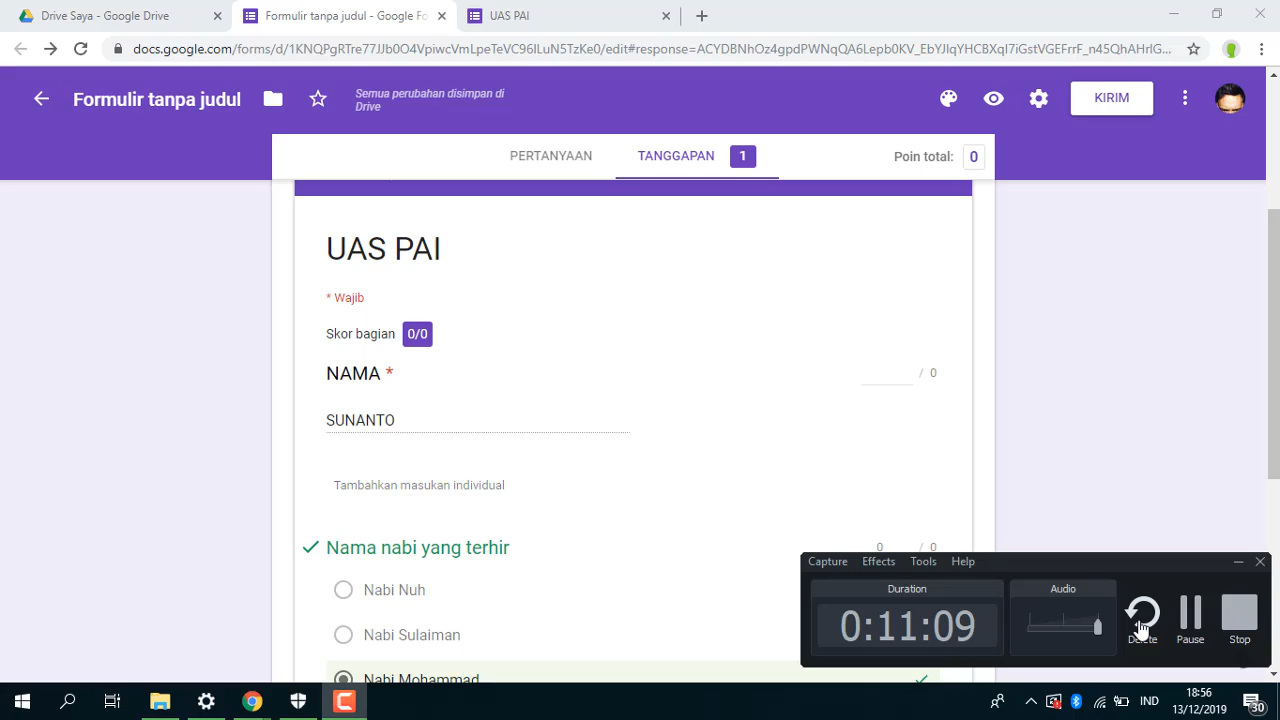 Drive Saya - Google Drive
Formulir tanpa judul - Google Fo
UAS PAI
docs.google.com/forms/d/1KNQPgRTre77JJb0O4VpiwcVmLpeTeVC96ILuN5TzKe0/edit#response=ACYDBNhOz4gpdPWNqQA6Lepb0KV_EbYJIqYHCBXqI7iGstVGEFrrF_n45QhAHrlG...
Formulir tanpa judul
Semua perubahan disimpan di
Drive
KIRIM
PERTANYAAN
TANGGAPAN
1
Poin total:
0
UAS PAI
* Wajib
Skor bagian 0/0
NAMA *
/ 0
SUNANTO
Tambahkan masukan individual
Nama nabi yang terhir
0 / 0
Nabi Nuh
Nabi Sulaiman
Nabi Mohammad
Capture Effects Tools Help
Duration
Audio
0:11:09
Delete
Pause
Stop
IND
18:56
13/12/2019
30